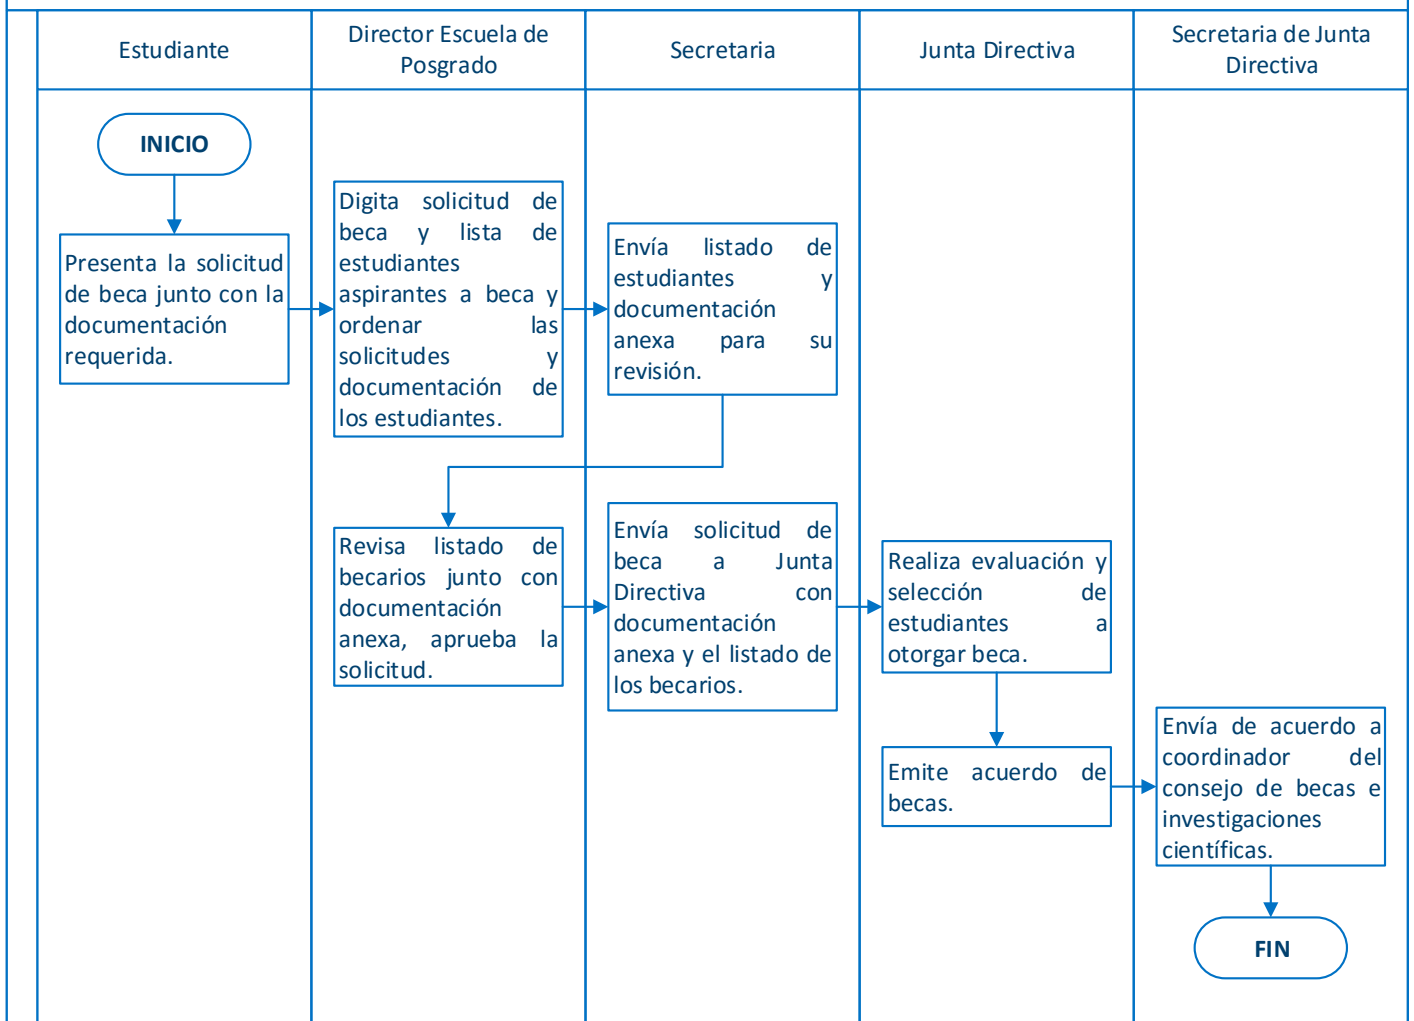 Estudiante
Director Escuela de
Posgrado
Secretaria
Junta Directiva
Secretaria de Junta
Directiva
INICIO
Presenta la solicitud
de beca junto con la
documentación
requerida.
Digita solicitud de
beca y lista de
estudiantes
aspirantes a beca y
ordenar las
solicitudes y
documentación de
los estudiantes.
Envía listado de
estudiantes y
documentación
anexa para su
revisión.
Revisa listado de
becarios junto con
documentación
anexa, aprueba la
solicitud.
Envía solicitud de
beca a Junta
Directiva con
documentación
anexa y el listado de
los becarios.
Realiza evaluación y
selección de
estudiantes a
otorgar beca.
Emite acuerdo de
becas.
Envía de acuerdo a
coordinador del
consejo de becas e
investigaciones
científicas.
FIN